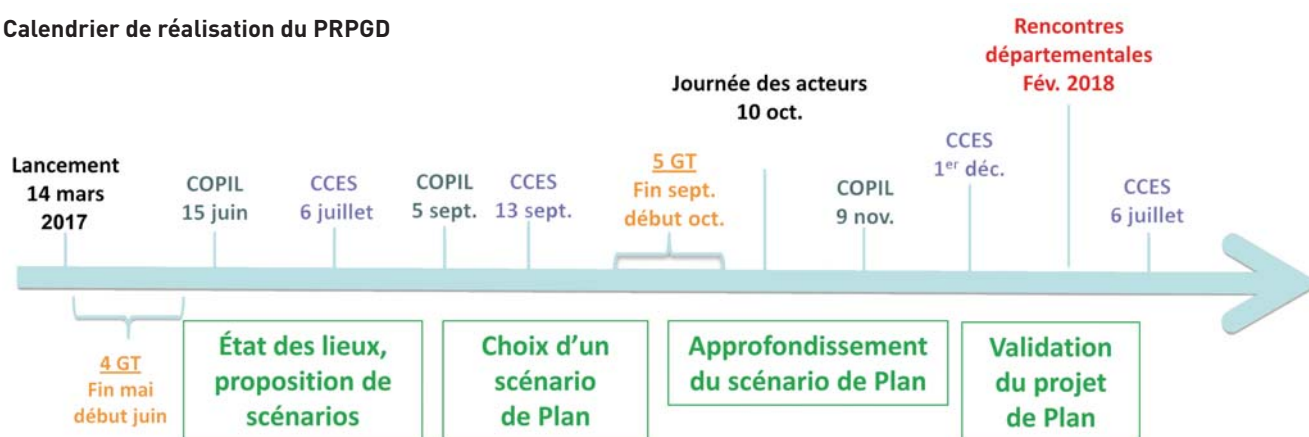 Calendrier de réalisation du PRPGD
Lancement
14 mars
2017
4 GT
Fin mai
début juin
COPIL
15 juin
CCES
6 juillet
COPIL
5 sept.
CCES
13 sept.
5 GT
Fin sept.
début oct.
Journée des acteurs
10 oct.
COPIL
9 nov.
CCES
1er déc.
Rencontres
départementales
Fév. 2018
CCES
6 juillet
État des lieux,
proposition de
scénarios
Choix d’un
scénario
de Plan
Approfondissement
du scénario de Plan
Validation
du projet
de Plan